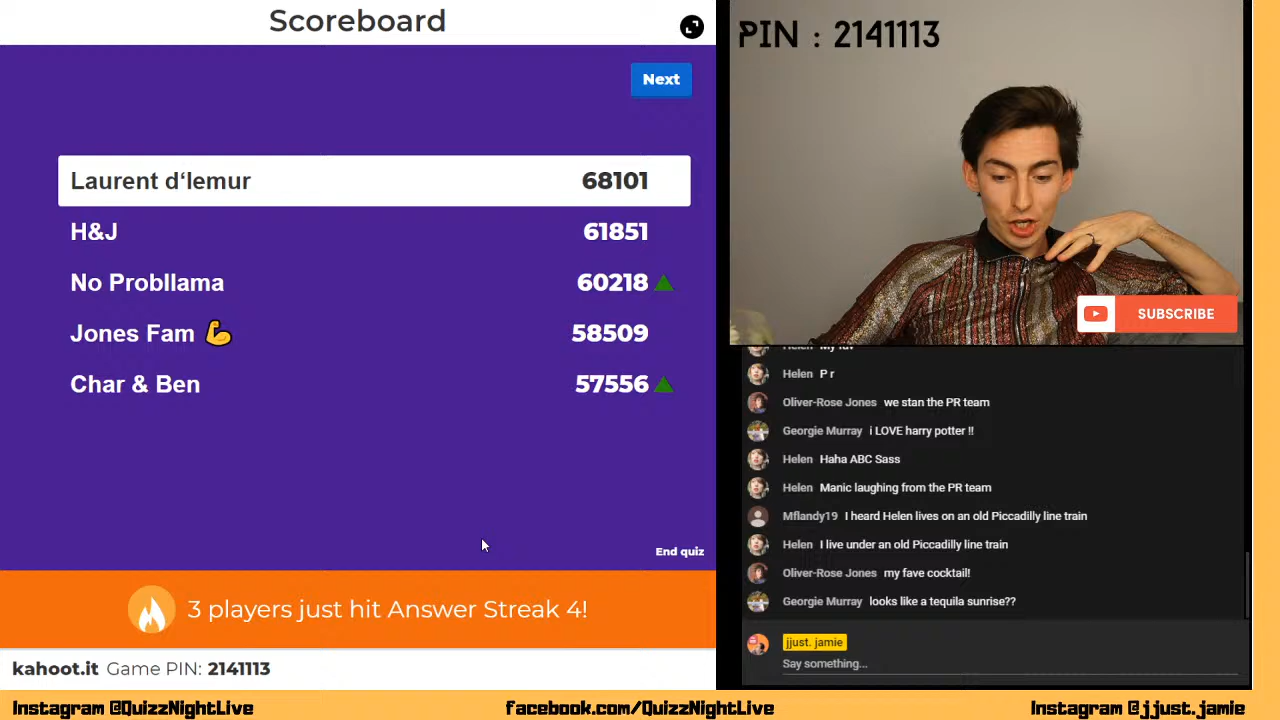 Scoreboard
Next
Laurent d‘lemur 68101
H&J 61851
No Probllama 60218
Jones Fam 💪 58509
Char & Ben 57556
End quiz
3 players just hit Answer Streak 4!
kahoot.it Game PIN: 2141113
PIN : 2141113
SUBSCRIBE
Helen My luv
Helen P r
Oliver-Rose Jones we stan the PR team
Georgie Murray i LOVE harry potter !!
Helen Haha ABC Sass
Helen Manic laughing from the PR team
Mflandy19 I heard Helen lives on an old Piccadilly line train
Helen I live under an old Piccadilly line train
Oliver-Rose Jones my fave cocktail!
Georgie Murray looks like a tequila sunrise??
jjust. jamie
Say something...
Instagram @QuizzNightLive
facebook.com/QuizzNightLive
Instagram @jjust.jamie